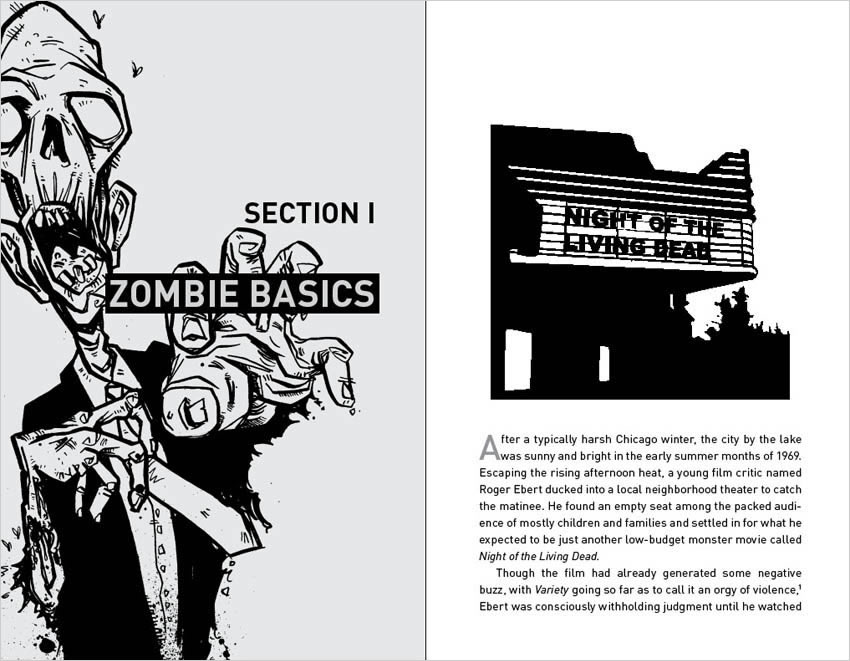 SECTION I
ZOMBIE BASICS
NIGHT OF THE
LIVING DEAD
After a typically harsh Chicago winter, the city by the lake
was sunny and bright in the early summer months of 1969.
Escaping the rising afternoon heat, a young film critic named
Roger Ebert ducked into a local neighborhood theater to catch
the matinee. He found an empty seat among the packed audi-
ence of mostly children and families and settled in for what he
expected to be just another low-budget monster movie called
Night of the Living Dead.
Though the film had already generated some negative
buzz, with Variety going so far as to call it an orgy of violence,¹
Ebert was consciously withholding judgment until he watched